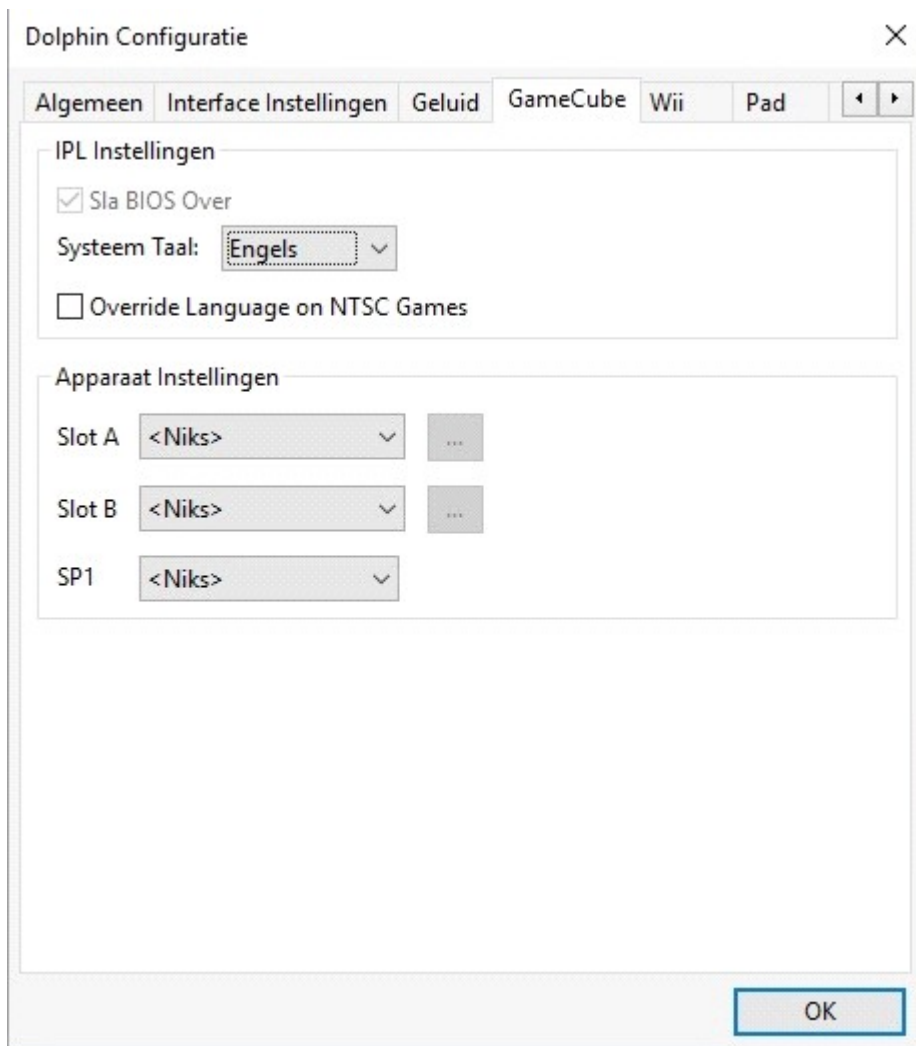 Dolphin Configuratie
Algemeen Interface Instellingen Geluid GameCube Wii Pad
IPL Instellingen
Sla BIOS Over
Systeem Taal: Engels
Override Language on NTSC Games
Apparaat Instellingen
Slot A <Niks> ...
Slot B <Niks> ...
SP1 <Niks>
OK